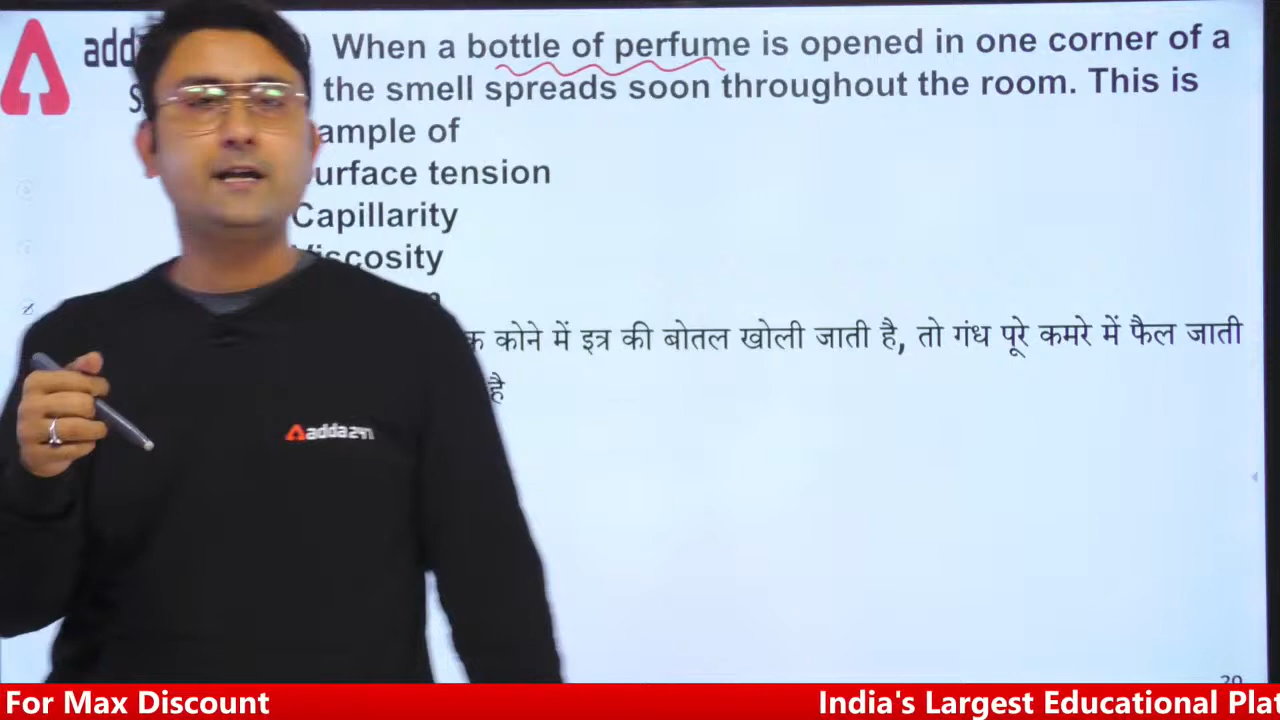 When a bottle of perfume is opened in one corner of a
the smell spreads soon throughout the room. This is
ample of
urface tension
Capillarity
Viscosity
कोने में इत्र की बोतल खोली जाती है, तो गंध पूरे कमरे में फैल जाती
है
adda247
For Max Discount
India's Largest Educational Plat